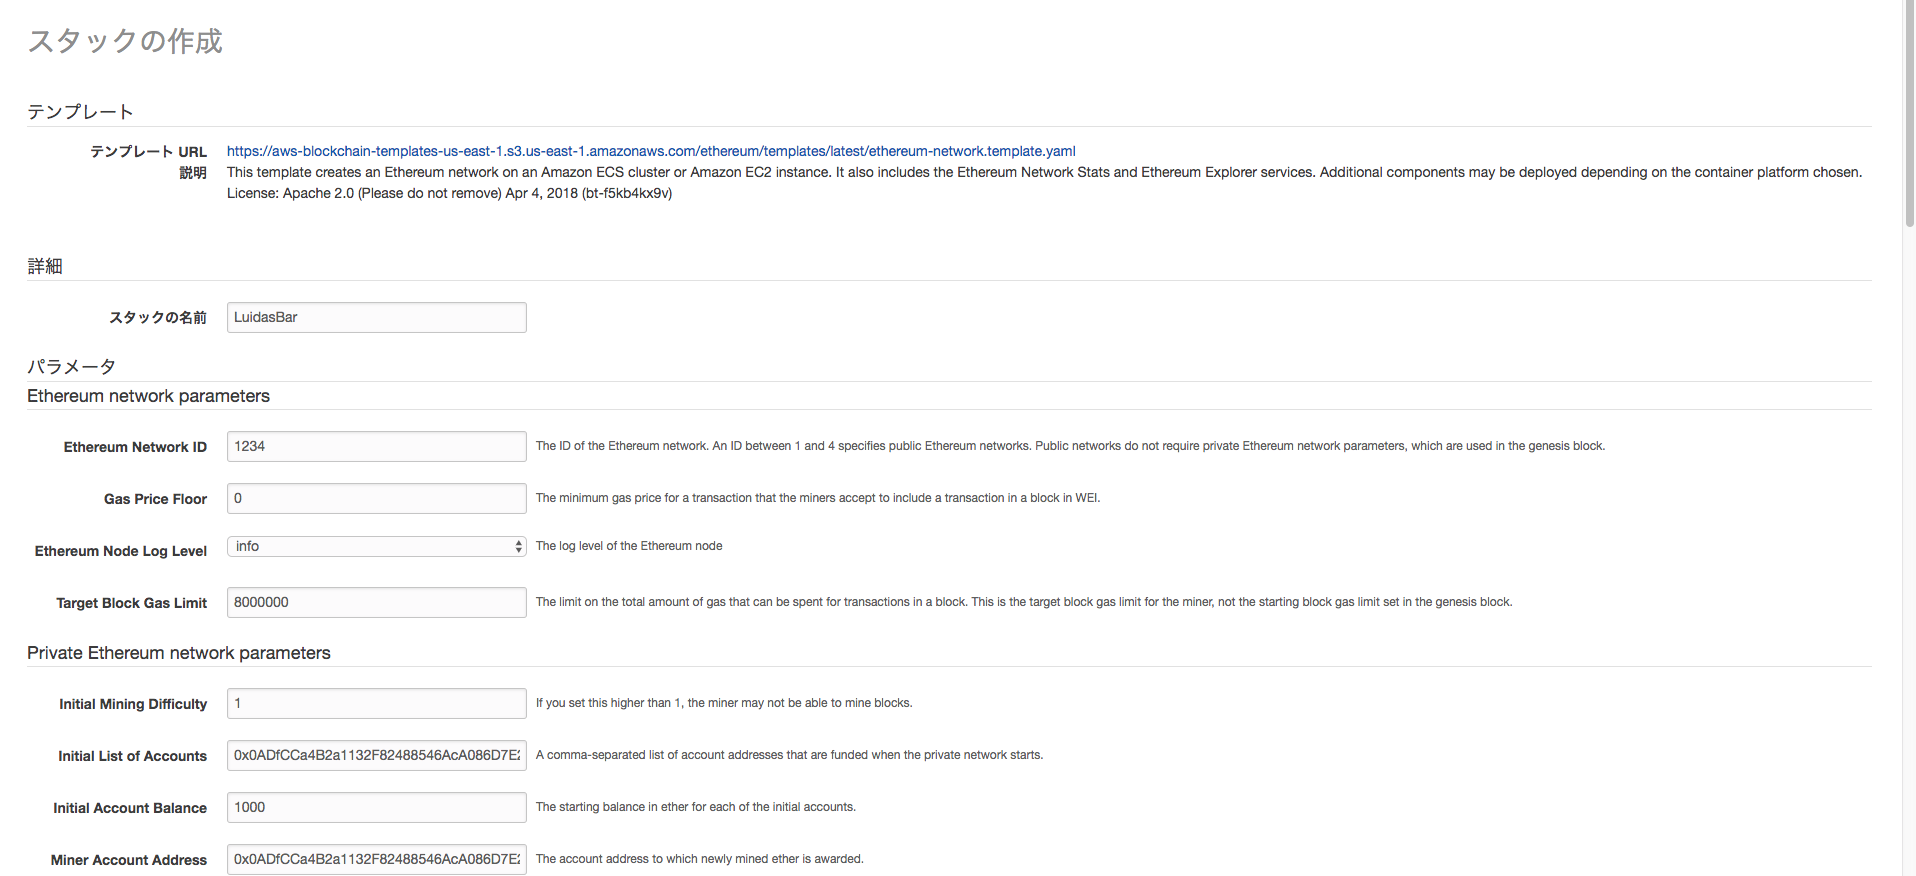 スタックの作成
テンプレート
テンプレート URL https://aws-blockchain-templates-us-east-1.s3.us-east-1.amazonaws.com/ethereum/templates/latest/ethereum-network.template.yaml
説明 This template creates an Ethereum network on an Amazon ECS cluster or Amazon EC2 instance. It also includes the Ethereum Network Stats and Ethereum Explorer services. Additional components may be deployed depending on the container platform chosen.
License: Apache 2.0 (Please do not remove) Apr 4, 2018 (bt-f5kb4kx9v)
詳細
スタックの名前 LuidasBar
パラメータ
Ethereum network parameters
Ethereum Network ID 1234 The ID of the Ethereum network. An ID between 1 and 4 specifies public Ethereum networks. Public networks do not require private Ethereum network parameters, which are used in the genesis block.
Gas Price Floor 0 The minimum gas price for a transaction that the miners accept to include a transaction in a block in WEI.
Ethereum Node Log Level info The log level of the Ethereum node
Target Block Gas Limit 8000000 The limit on the total amount of gas that can be spent for transactions in a block. This is the target block gas limit for the miner, not the starting block gas limit set in the genesis block.
Private Ethereum network parameters
Initial Mining Difficulty 1 If you set this higher than 1, the miner may not be able to mine blocks.
Initial List of Accounts 0x0ADfCCa4B2a1132F82488546AcA086D7E2 A comma-separated list of account addresses that are funded when the private network starts.
Initial Account Balance 1000 The starting balance in ether for each of the initial accounts.
Miner Account Address 0x0ADfCCa4B2a1132F82488546AcA086D7E2 The account address to which newly mined ether is awarded.